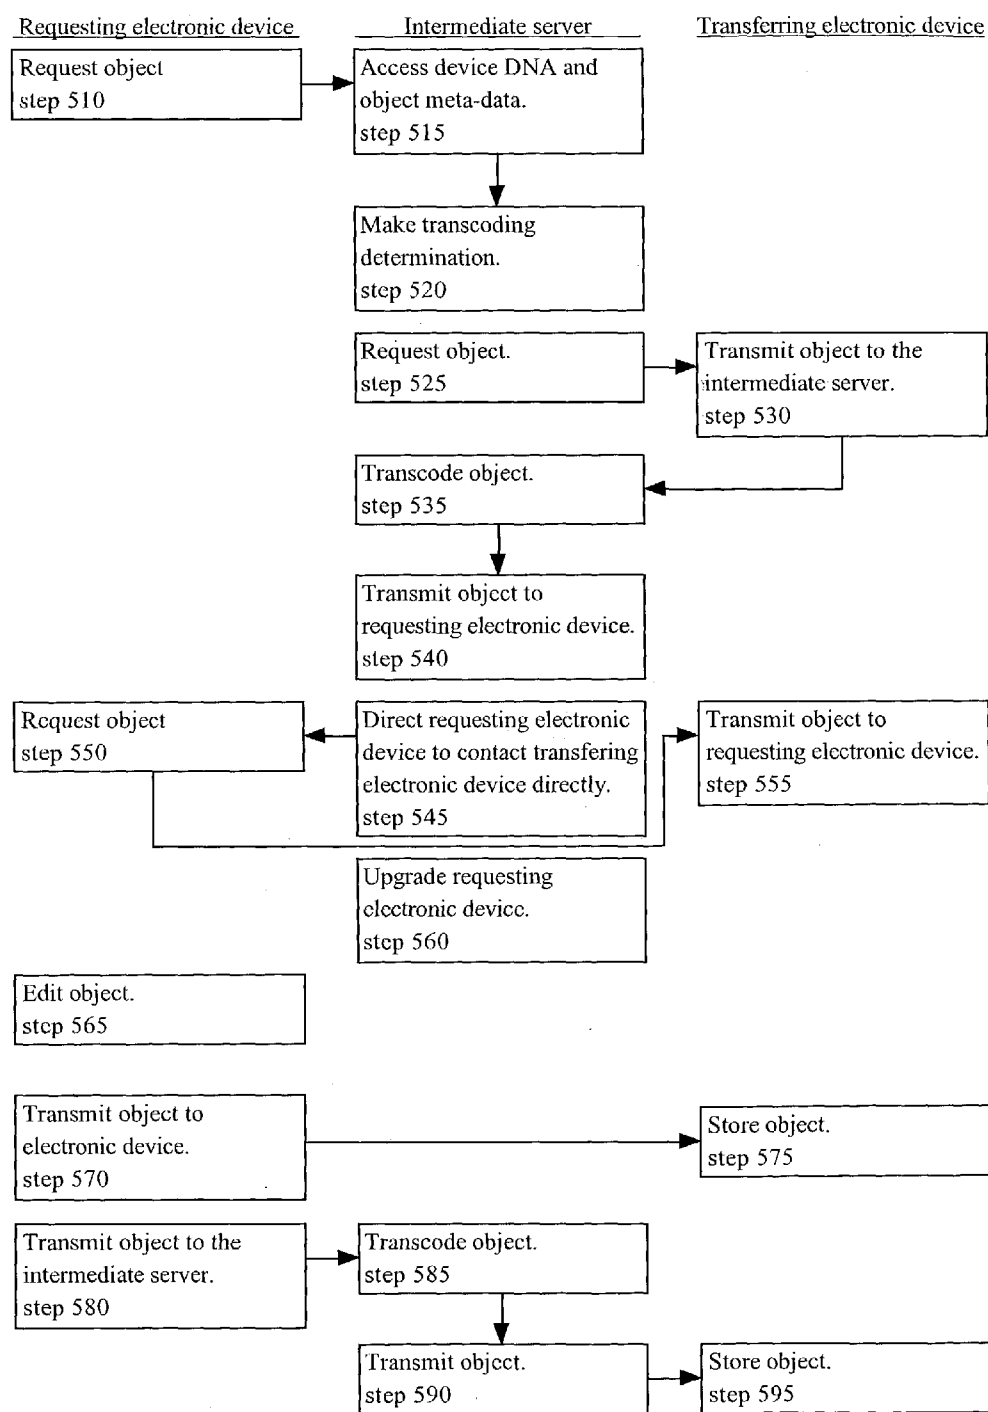 Requesting electronic device
Intermediate server
Transferring electronic device
Request object
step 510
Access device DNA and
object meta-data.
step 515
Make transcoding
determination.
step 520
Request object.
step 525
Transmit object to the
intermediate server.
step 530
Transcode object.
step 535
Transmit object to
requesting electronic device.
step 540
Request object
step 550
Direct requesting electronic
device to contact transfering
electronic device directly.
step 545
Transmit object to
requesting electronic device.
step 555
Upgrade requesting
electronic device.
step 560
Edit object.
step 565
Transmit object to
electronic device.
step 570
Store object.
step 575
Transmit object to the
intermediate server.
step 580
Transcode object.
step 585
Transmit object.
step 590
Store object.
step 595